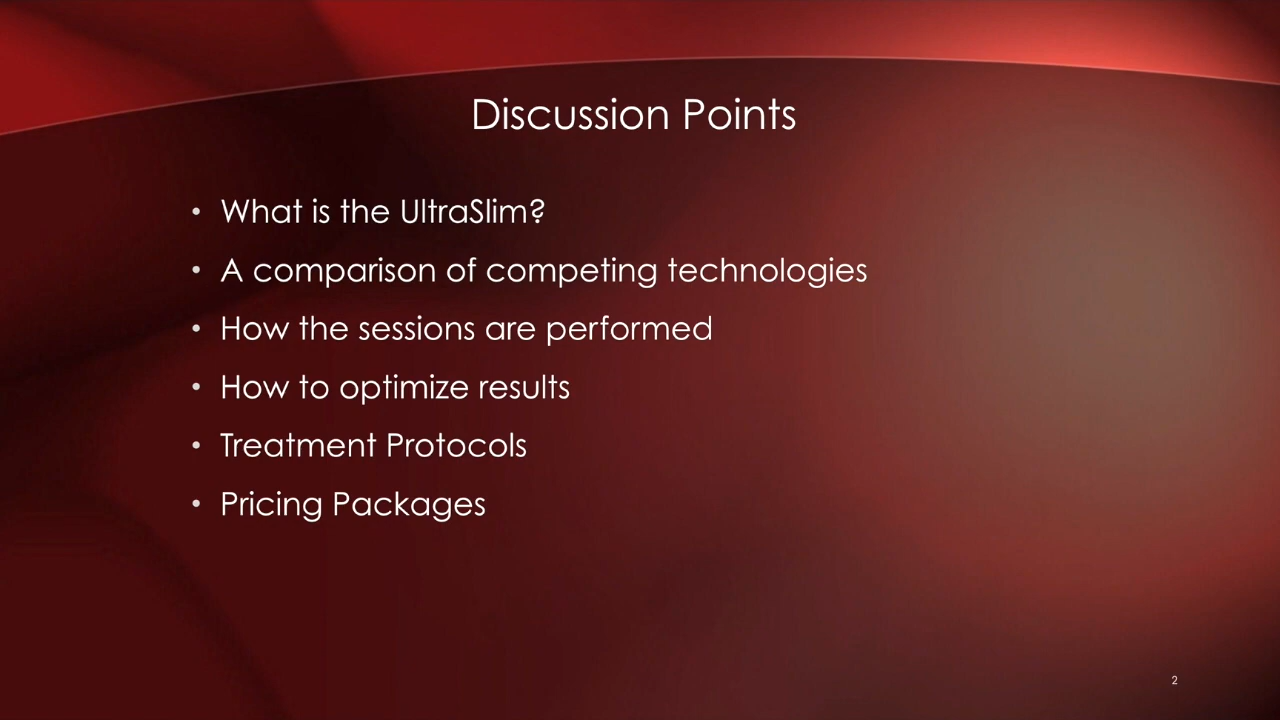 Discussion Points
• What is the UltraSlim?
• A comparison of competing technologies
• How the sessions are performed
• How to optimize results
• Treatment Protocols
• Pricing Packages
2